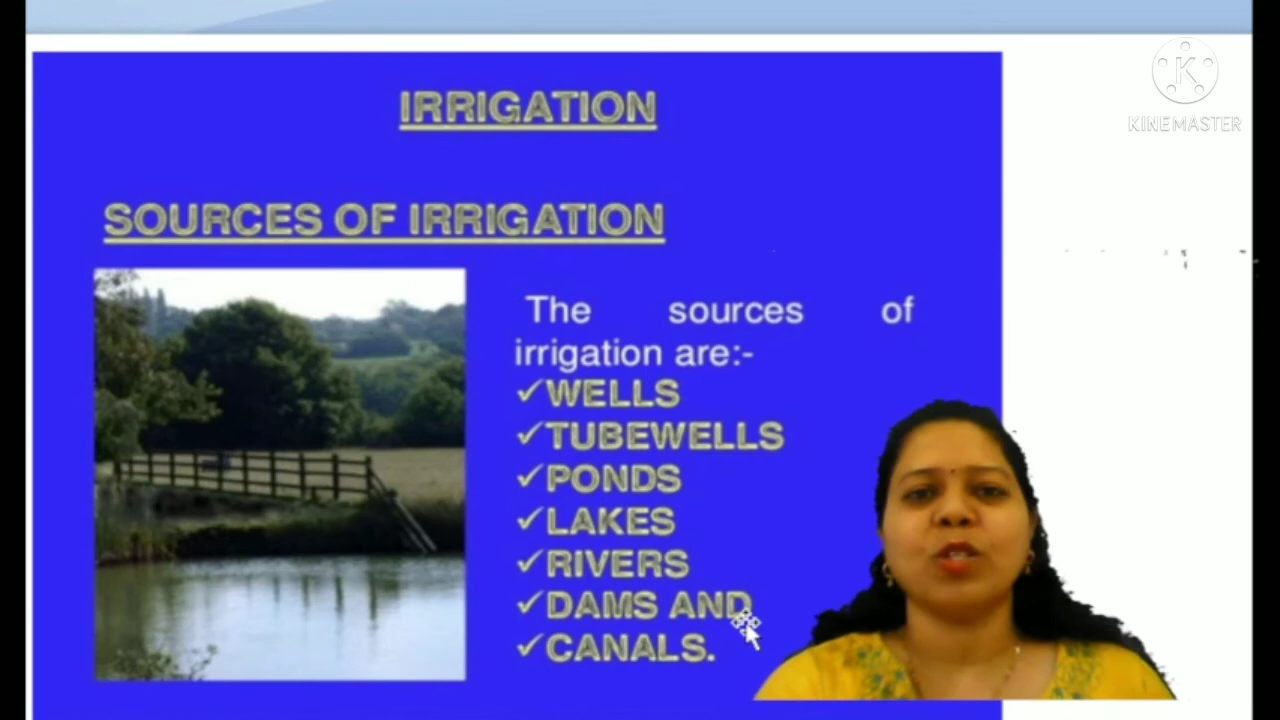 KINEMASTER
IRRIGATION
SOURCES OF IRRIGATION
The sources of
irrigation are:-
✓WELLS
✓TUBEWELLS
✓PONDS
✓LAKES
✓RIVERS
✓DAMS AND
✓CANALS.